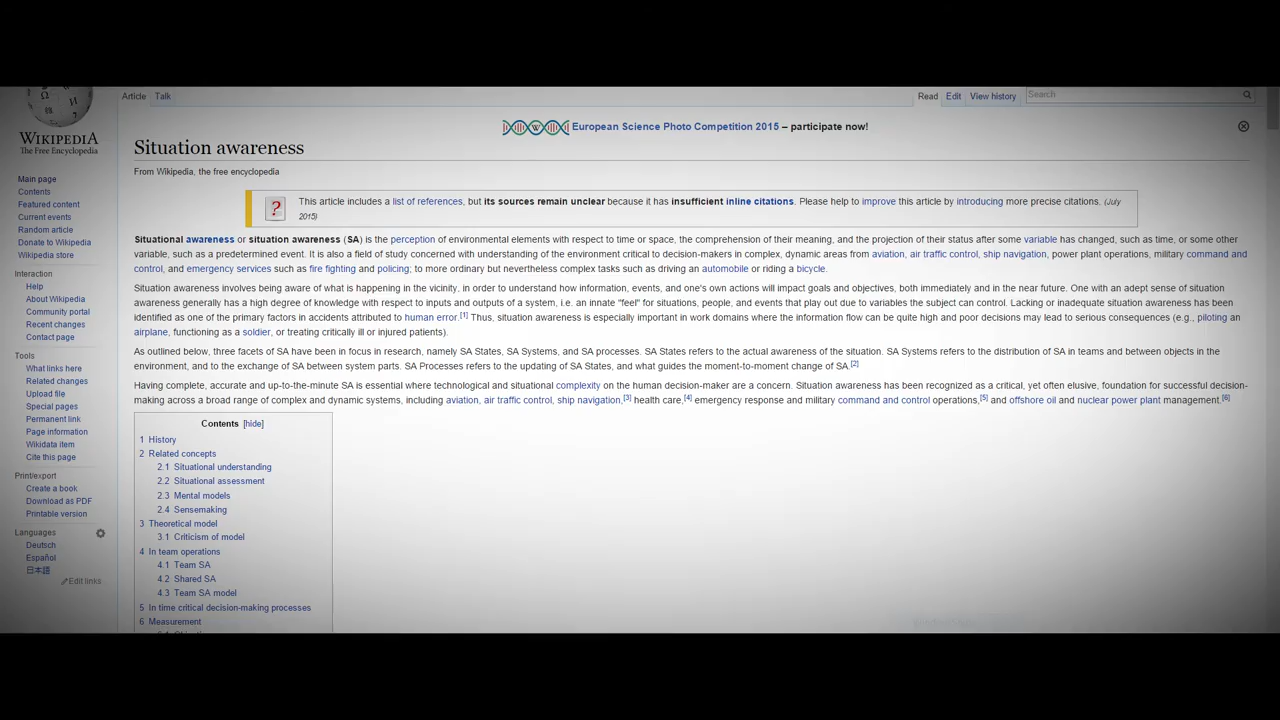 Article Talk Read Edit View history Search
WIKIPEDIA
The Free Encyclopedia
Main page
Contents
Featured content
Current events
Random article
Donate to Wikipedia
Wikipedia store
Interaction
Help
About Wikipedia
Community portal
Recent changes
Contact page
Tools
What links here
Related changes
Upload file
Special pages
Permanent link
Page information
Wikidata item
Cite this page
Print/export
Create a book
Download as PDF
Printable version
Languages
Deutsch
Español
日本語
Edit links
European Science Photo Competition 2015 – participate now!
Situation awareness
From Wikipedia, the free encyclopedia
This article includes a list of references, but its sources remain unclear because it has insufficient inline citations. Please help to improve this article by introducing more precise citations. (July
2015)
Situational awareness or situation awareness (SA) is the perception of environmental elements with respect to time or space, the comprehension of their meaning, and the projection of their status after some variable has changed, such as time, or some other
variable, such as a predetermined event. It is also a field of study concerned with understanding of the environment critical to decision-makers in complex, dynamic areas from aviation, air traffic control, ship navigation, power plant operations, military command and
control, and emergency services such as fire fighting and policing; to more ordinary but nevertheless complex tasks such as driving an automobile or riding a bicycle.
Situation awareness involves being aware of what is happening in the vicinity, in order to understand how information, events, and one's own actions will impact goals and objectives, both immediately and in the near future. One with an adept sense of situation
awareness generally has a high degree of knowledge with respect to inputs and outputs of a system, i.e. an innate "feel" for situations, people, and events that play out due to variables the subject can control. Lacking or inadequate situation awareness has been
identified as one of the primary factors in accidents attributed to human error.[1] Thus, situation awareness is especially important in work domains where the information flow can be quite high and poor decisions may lead to serious consequences (e.g., piloting an
airplane, functioning as a soldier, or treating critically ill or injured patients).
As outlined below, three facets of SA have been in focus in research, namely SA States, SA Systems, and SA processes. SA States refers to the actual awareness of the situation. SA Systems refers to the distribution of SA in teams and between objects in the
environment, and to the exchange of SA between system parts. SA Processes refers to the updating of SA States, and what guides the moment-to-moment change of SA.[2]
Having complete, accurate and up-to-the-minute SA is essential where technological and situational complexity on the human decision-maker are a concern. Situation awareness has been recognized as a critical, yet often elusive, foundation for successful decision-
making across a broad range of complex and dynamic systems, including aviation, air traffic control, ship navigation,[3] health care,[4] emergency response and military command and control operations,[5] and offshore oil and nuclear power plant management.[6]
Contents [hide]
1 History
2 Related concepts
2.1 Situational understanding
2.2 Situational assessment
2.3 Mental models
2.4 Sensemaking
3 Theoretical model
3.1 Criticism of model
4 In team operations
4.1 Team SA
4.2 Shared SA
4.3 Team SA model
5 In time critical decision-making processes
6 Measurement